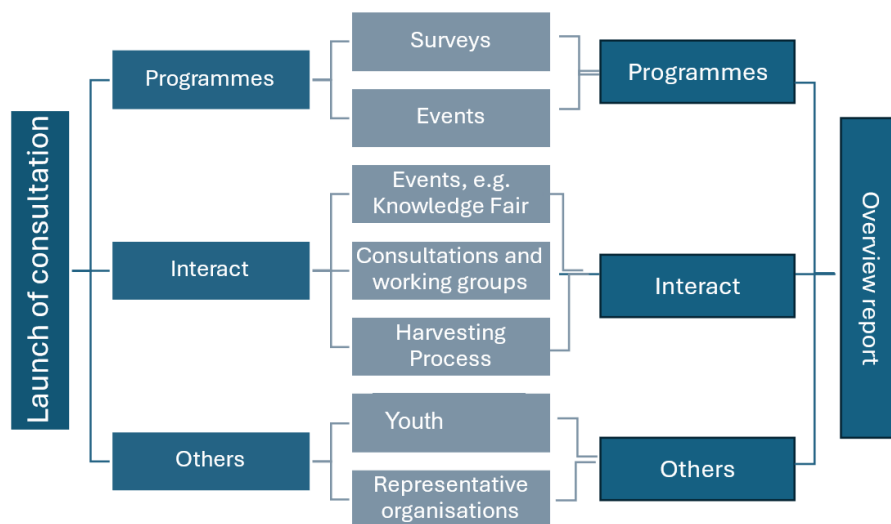 Launch of consultation
Programmes
Interact
Others
Surveys
Events
Events, e.g.
Knowledge Fair
Consultations and
working groups
Harvesting
Process
Youth
Representative
organisations
Programmes
Interact
Others
Overview report